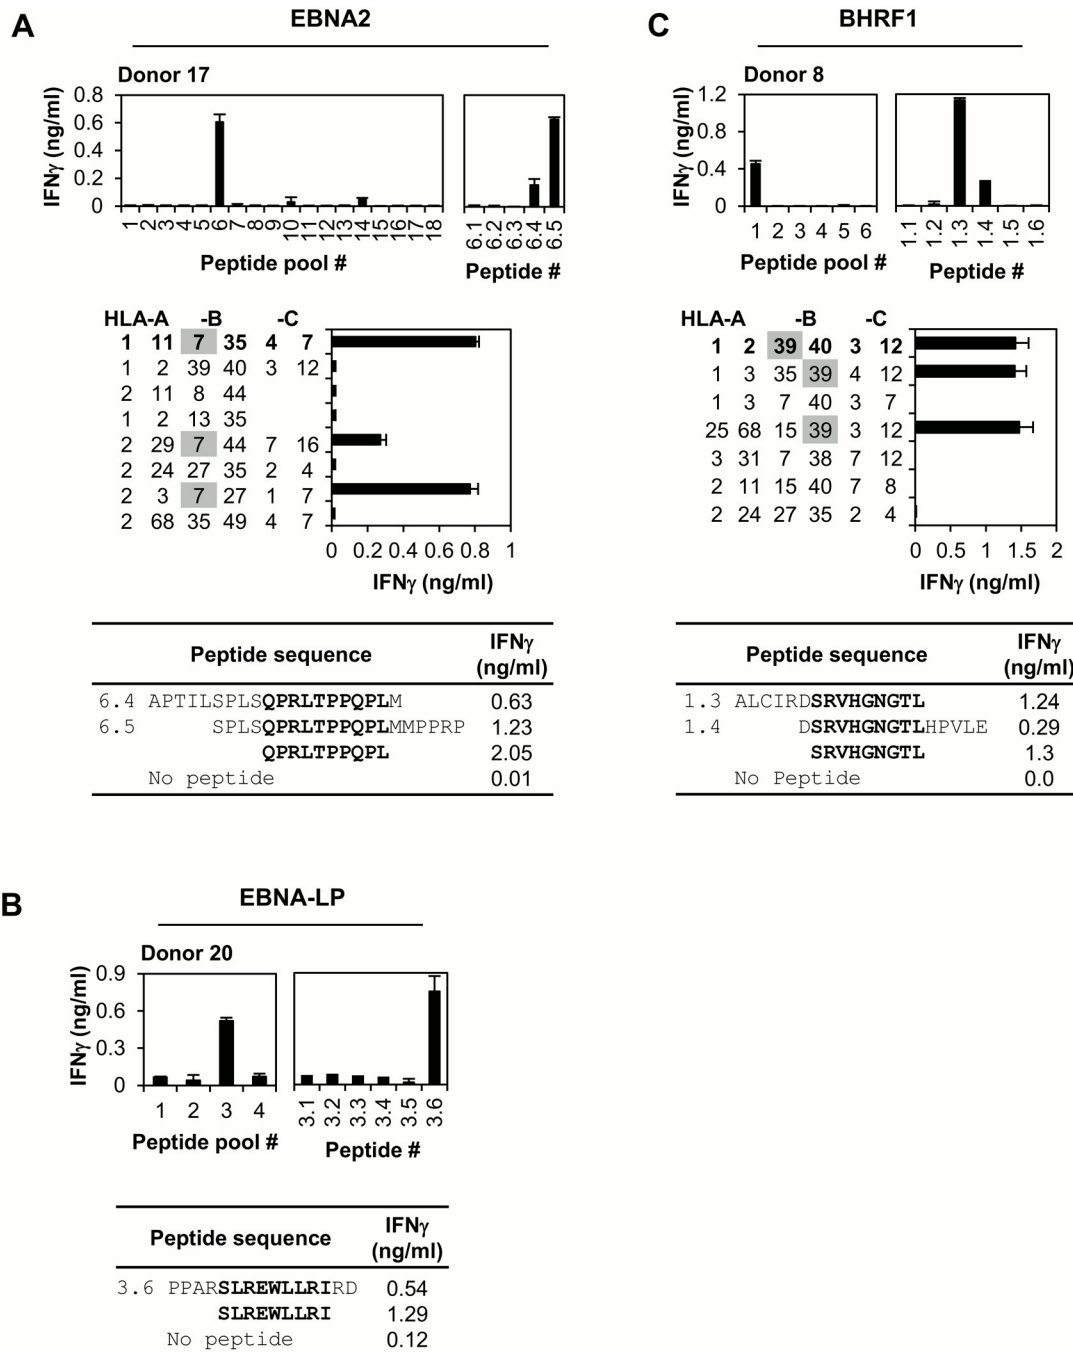 A
EBNA2
Donor 17
IFNγ (ng/ml)
0.8
0.6
0.4
0.2
0
1 2 3 4 5 6 7 8 9 10 11 12 13 14 15 16 17 18
Peptide pool #
6.1 6.2 6.3 6.4 6.5
Peptide #
HLA-A -B -C
1 11 7 35 4 7
1 2 39 40 3 12
2 11 8 44
1 2 13 35
2 29 7 44 7 16
2 24 27 35 2 4
2 3 7 27 1 7
2 68 35 49 4 7
0 0.2 0.4 0.6 0.8 1
IFNγ (ng/ml)
Peptide sequence IFNγ (ng/ml)
6.4 APTILSPLSQPRLTPPQPLM 0.63
6.5 SPLSQPRLTPPQPLMMPPRP 1.23
QPRLTPPQPL 2.05
No peptide 0.01
C
BHRF1
Donor 8
IFNγ (ng/ml)
1.2
0.8
0.4
0
1 2 3 4 5 6
Peptide pool #
1.1 1.2 1.3 1.4 1.5 1.6
Peptide #
HLA-A -B -C
1 2 39 40 3 12
1 3 35 39 4 12
1 3 7 40 3 7
25 68 15 39 3 12
3 31 7 38 7 12
2 11 15 40 7 8
2 24 27 35 2 4
0 0.5 1 1.5 2
IFNγ (ng/ml)
Peptide sequence IFNγ (ng/ml)
1.3 ALCIRDSRVHGNGTL 1.24
1.4 DSRVHGNGTLHPVLE 0.29
SRVHGNGTL 1.3
No Peptide 0.0
B
EBNA-LP
Donor 20
IFNγ (ng/ml)
0.9
0.6
0.3
0
1 2 3 4
Peptide pool #
3.1 3.2 3.3 3.4 3.5 3.6
Peptide #
Peptide sequence IFNγ (ng/ml)
3.6 PPARSLREWLLRIRD 0.54
SLREWLLRI 1.29
No peptide 0.12